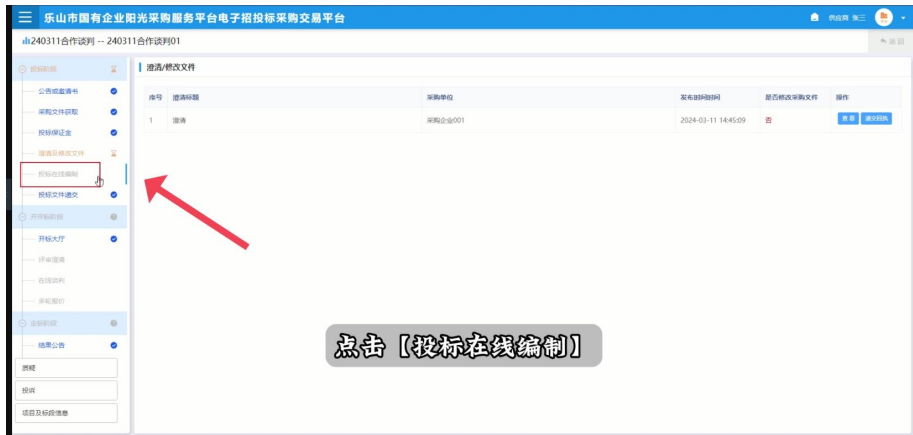 乐山市国有企业阳光采购服务平台电子招投标采购交易平台
供应商 张三
240311合作谈判 -- 240311合作谈判01
返回
投标阶段
公告或邀请书
采购文件获取
投标保证金
澄清及修改文件
投标在线编制
投标文件递交
开评标阶段
开标大厅
评审澄清
在线谈判
多轮报价
定标阶段
结果公告
质疑
投诉
项目及标段信息
澄清/修改文件
序号 澄清标题 采购单位 发布时间时间 是否修改采购文件 操作
1 澄清 采购企业001 2024-03-11 14:45:09 否 查看 递交回执
点击【投标在线编制】